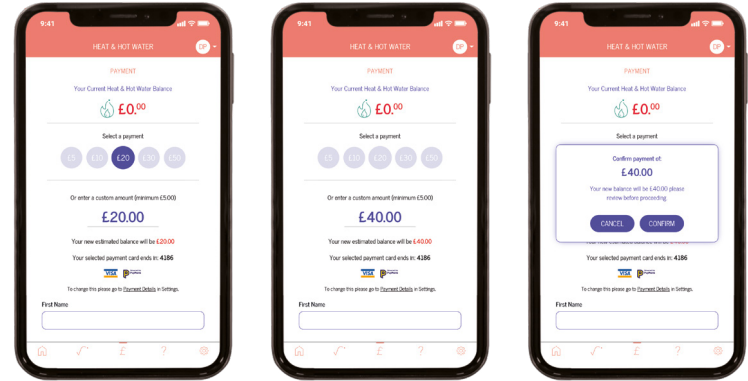 9:41
HEAT & HOT WATER
DP
PAYMENT
Your Current Heat & Hot Water Balance
£0.00
Select a payment
£5 £10 £20 £30 £50
Or enter a custom amount (minimum £5.00)
£20.00
Your new estimated balance will be £20.00
Your selected payment card ends in: 4186
VISA
To change this please go to Payment Details in Settings.
First Name
£
?
9:41
HEAT & HOT WATER
DP
PAYMENT
Your Current Heat & Hot Water Balance
£0.00
Select a payment
£5 £10 £20 £30 £50
Or enter a custom amount (minimum £5.00)
£40.00
Your new estimated balance will be £40.00
Your selected payment card ends in: 4186
VISA
To change this please go to Payment Details in Settings.
First Name
£
?
9:41
HEAT & HOT WATER
DP
PAYMENT
Your Current Heat & Hot Water Balance
£0.00
Select a payment
Confirm payment of:
£40.00
Your new balance will be £40.00 please
review before proceeding.
CANCEL CONFIRM
Your selected payment card ends in: 4186
VISA
To change this please go to Payment Details in Settings.
First Name
£
?